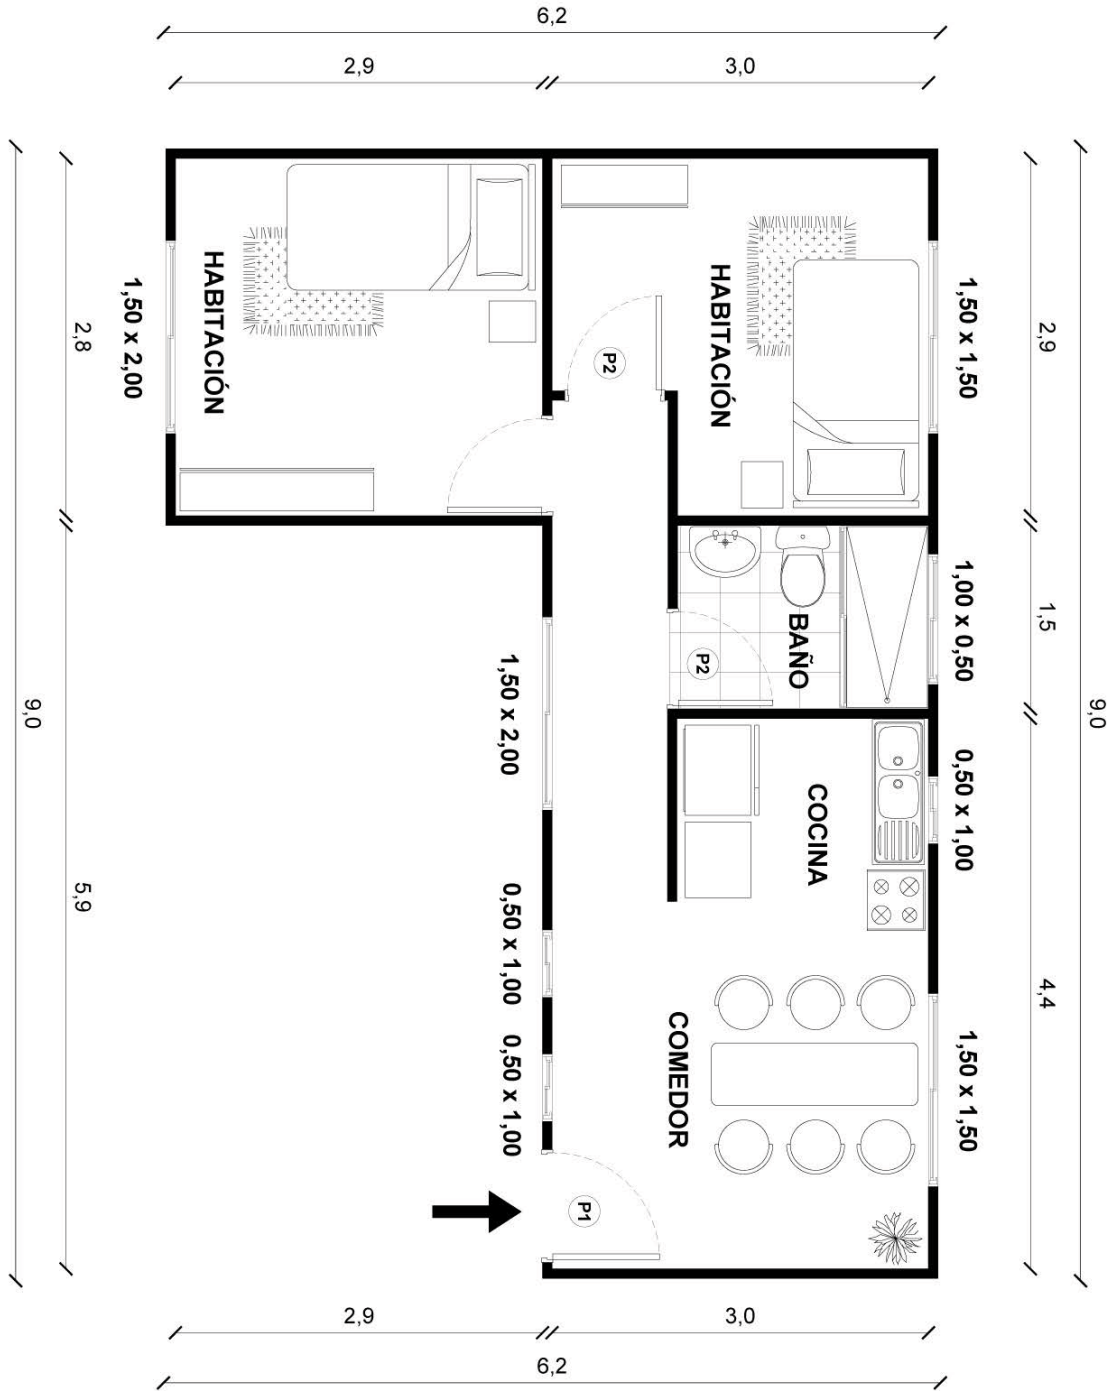 6,2
2,9
3,0
HABITACIÓN
1,50 x 2,00
2,8
P2
HABITACIÓN
1,50 x 1,50
2,9
1,00 x 0,50
1,5
BAÑO
P2
1,50 x 2,00
9,0
9,0
0,50 x 1,00
COCINA
5,9
0,50 x 1,00
4,4
COMEDOR
0,50 x 1,00
1,50 x 1,50
P1
2,9
3,0
6,2